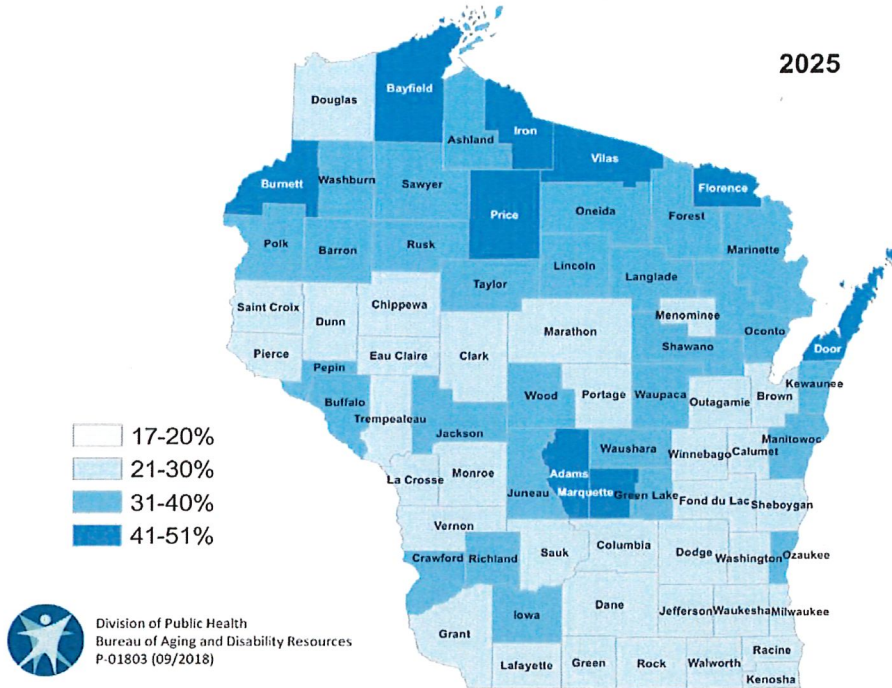 2025
Douglas
Bayfield
Ashland
Iron
Vilas
Florence
Burnett
Washburn
Sawyer
Price
Oneida
Forest
Marinette
Polk
Barron
Rusk
Taylor
Lincoln
Langlade
Saint Croix
Dunn
Chippewa
Marathon
Menominee
Oconto
Door
Pierce
Eau Claire
Clark
Shawano
Pepin
Buffalo
Trempealeau
Jackson
Wood
Portage
Waupaca
Outagamie
Brown
Kewaunee
17-20%
21-30%
31-40%
41-51%
La Crosse
Monroe
Juneau
Adams
Marquette
Waushara
Green Lake
Winnebago
Calumet
Manitowoc
Fond du Lac
Sheboygan
Vernon
Crawford
Richland
Sauk
Columbia
Dodge
Washington
Ozaukee
Grant
Iowa
Dane
Jefferson
Waukesha
Milwaukee
Lafayette
Green
Rock
Walworth
Racine
Kenosha
Division of Public Health
Bureau of Aging and Disability Resources
P-01803 (09/2018)